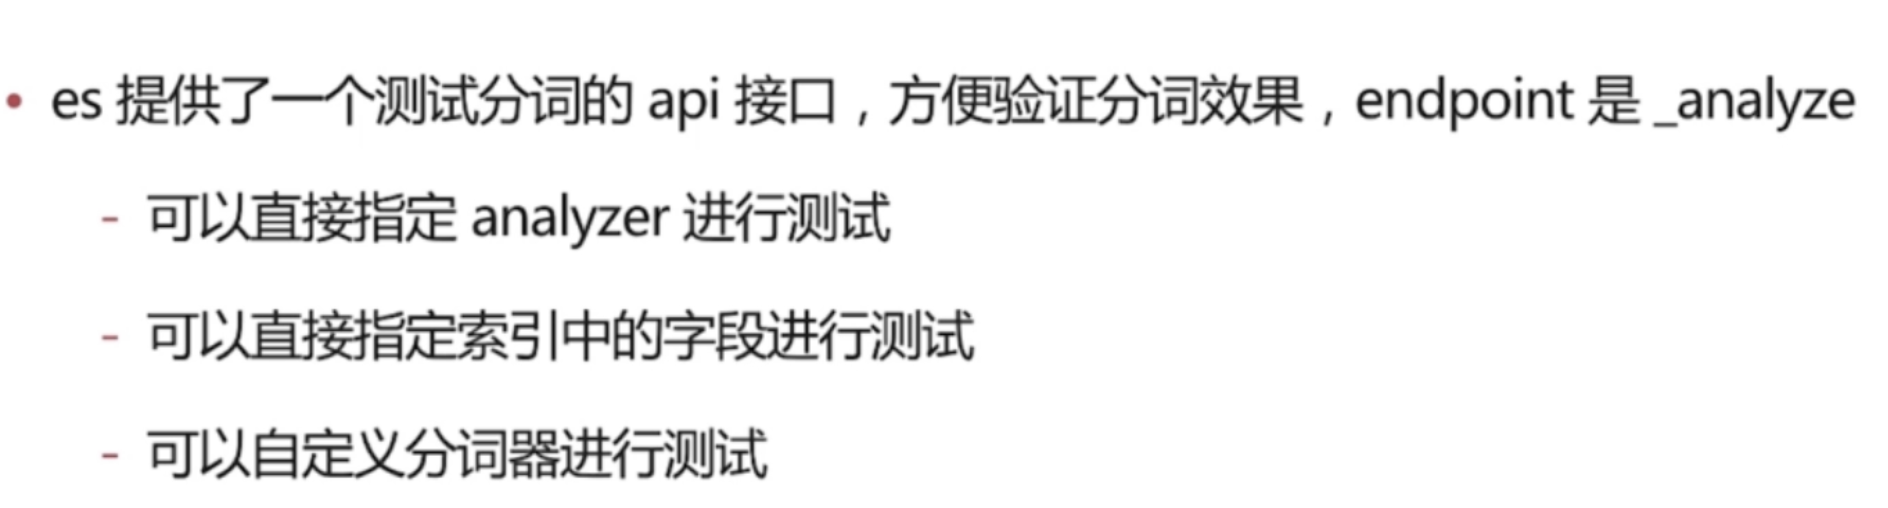 • es 提供了一个测试分词的 api 接口，方便验证分词效果，endpoint 是 _analyze
- 可以直接指定 analyzer 进行测试
- 可以直接指定索引中的字段进行测试
- 可以自定义分词器进行测试